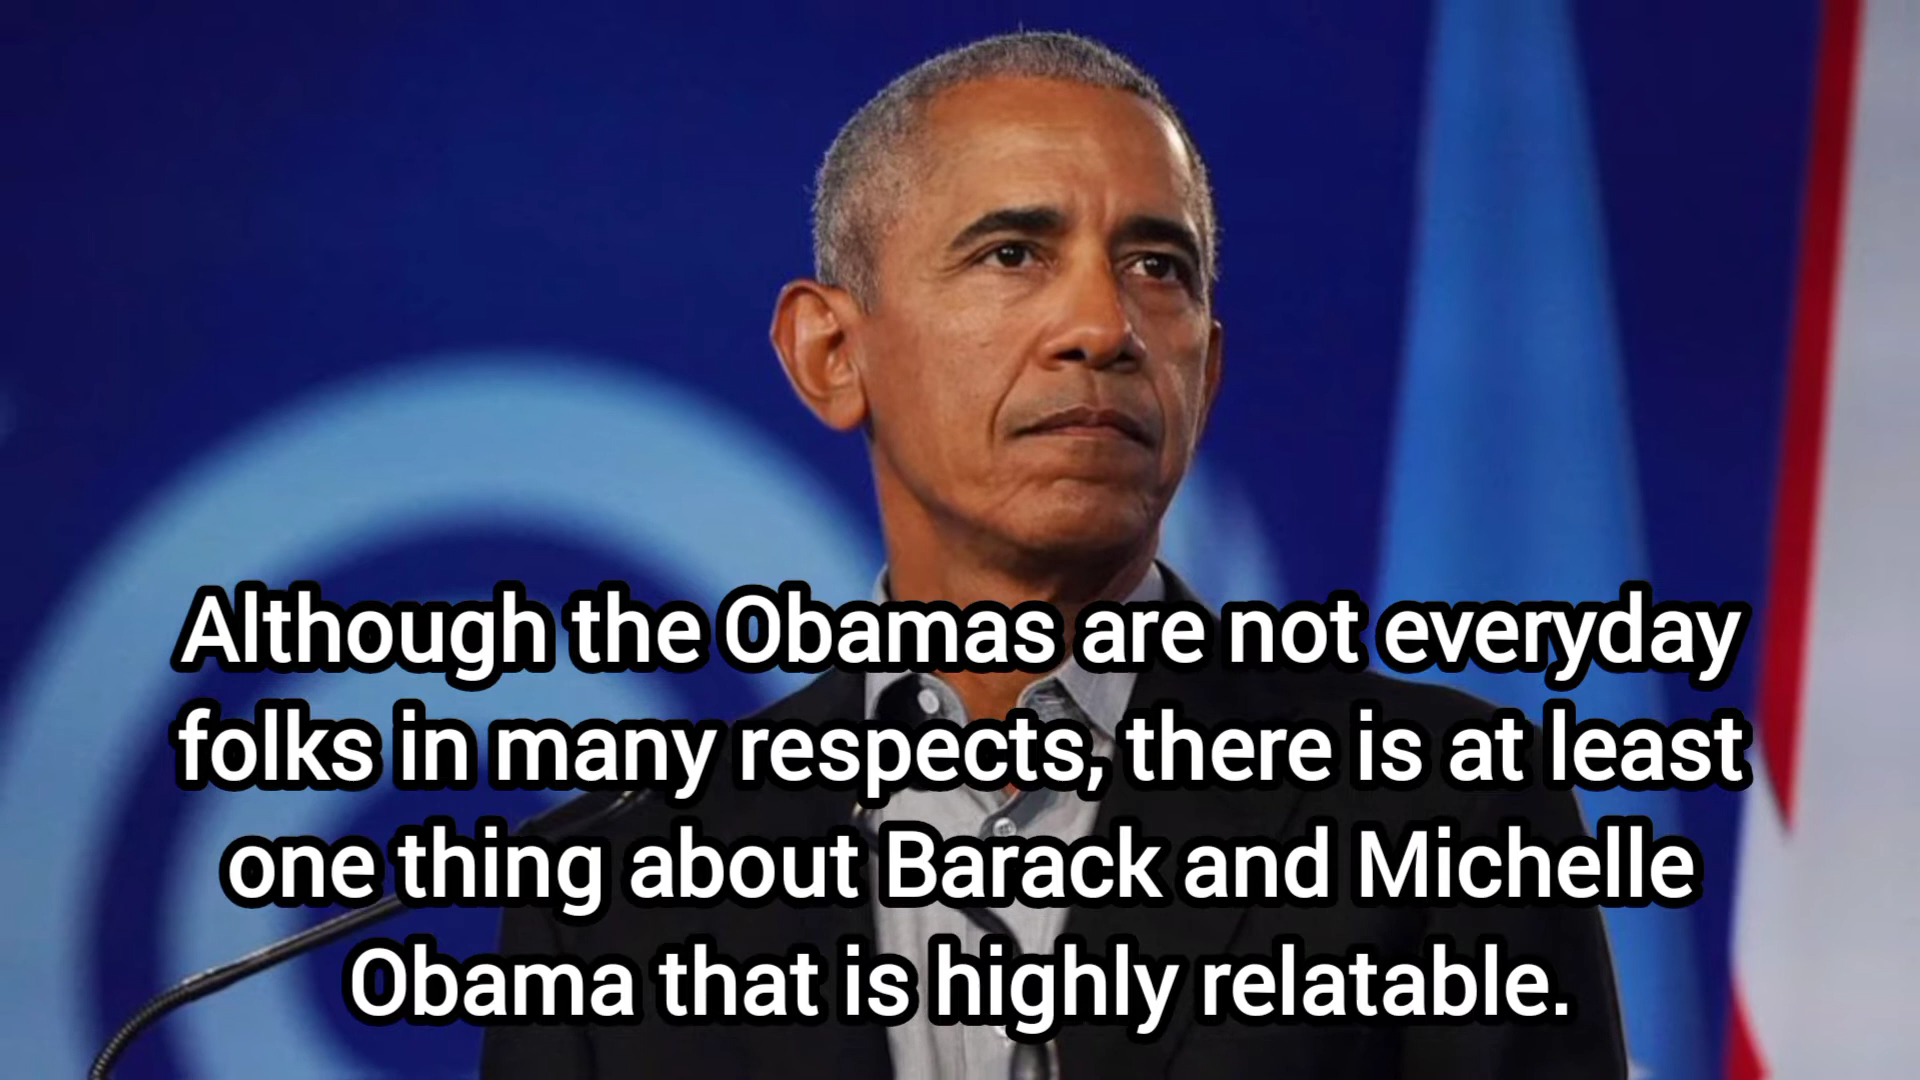 Although the Obamas are not everyday
folks in many respects, there is at least
one thing about Barack and Michelle
Obama that is highly relatable.